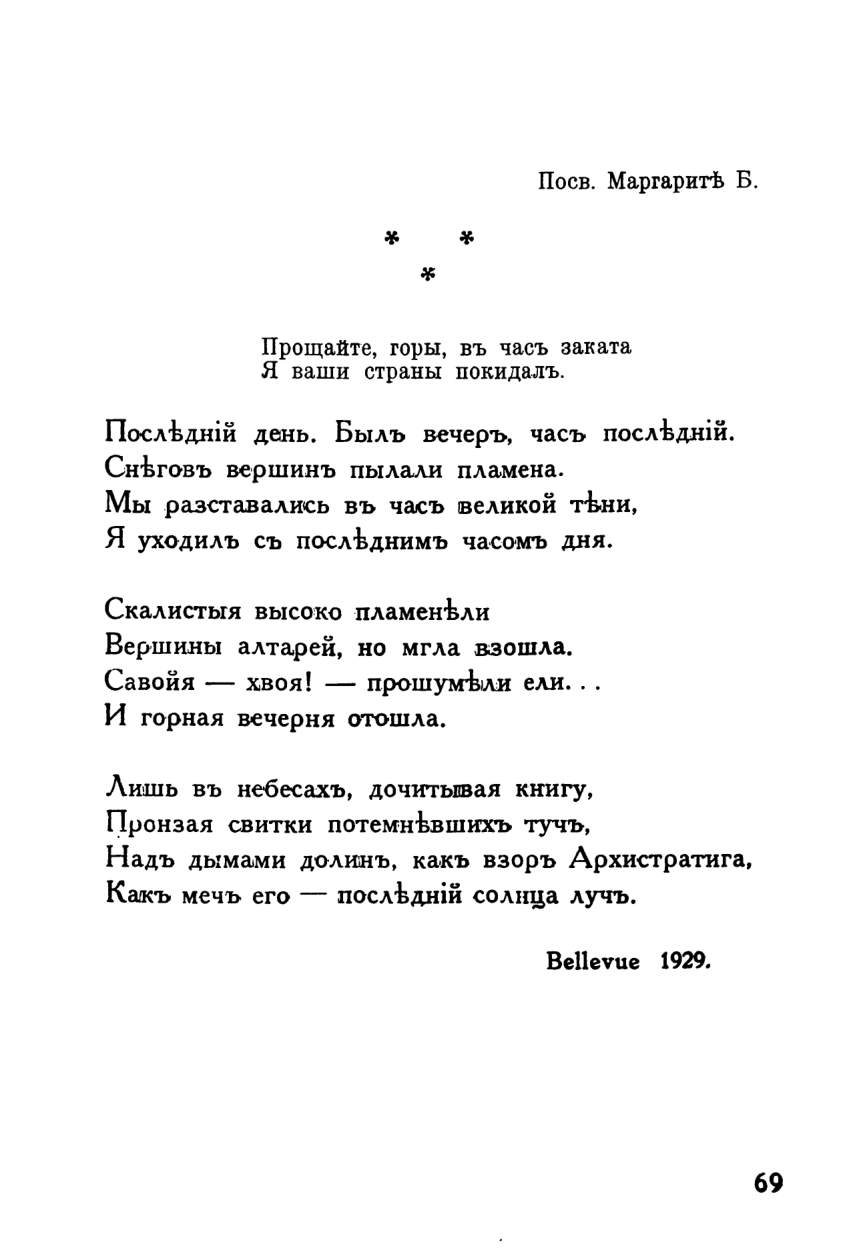 Посв. Маргаритѣ Б.
* *
*
Прощайте, горы, въ часъ заката
Я ваши страны покидалъ.
Послѣдній день. Былъ вечеръ, часъ послѣдній.
Снѣговъ вершинъ пылали пламена.
Мы разставались въ часъ великой тѣни,
Я уходилъ съ послѣднимъ часомъ дня.
Скалистыя высоко пламенѣли
Вершины алтарей, но мгла взошла.
Савойя — хвоя! — прошумѣли ели. . .
И горная вечерня отошла.
Лишь въ небесахъ, дочитывая книгу,
Пронзая свитки потемнѣвшихъ тучъ,
Надъ дымами долинъ, какъ взоръ Архистратига,
Какъ мечъ его — послѣдній солнца лучъ.
Bellevue 1929.
69